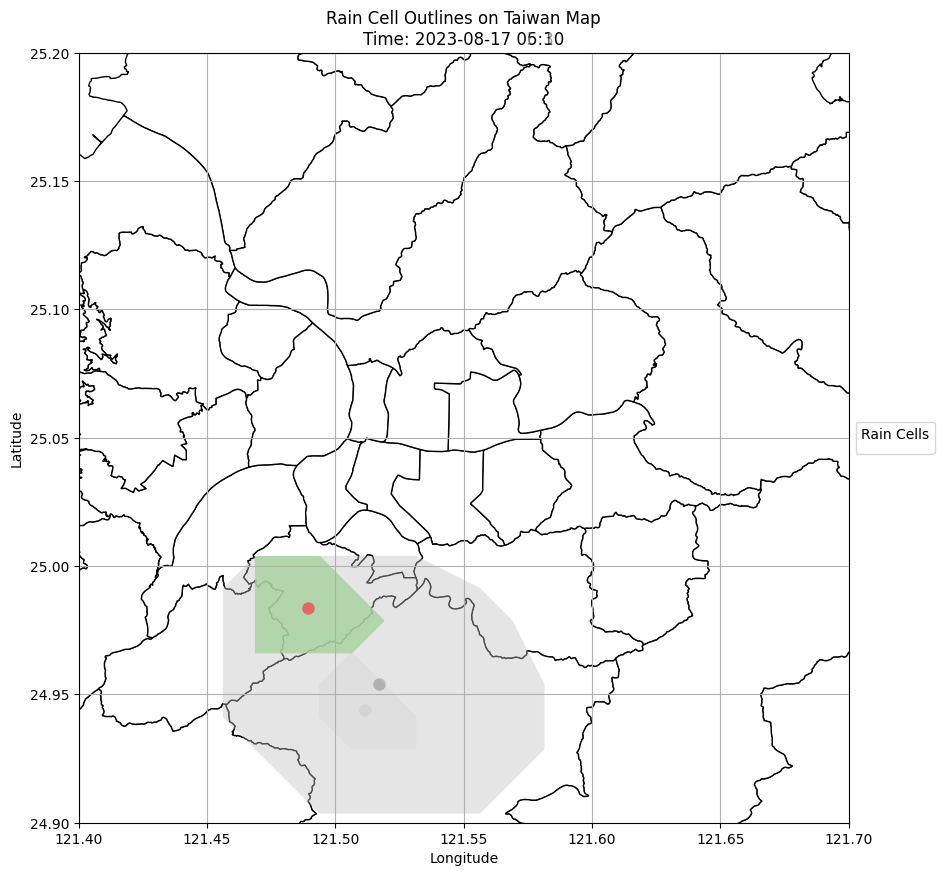 Rain Cell Outlines on Taiwan Map
Time: 2023-08-17 06:10
25.20
25.15
25.10
25.05
25.00
24.95
24.90
Latitude
Rain Cells
121.40 121.45 121.50 121.55 121.60 121.65 121.70
Longitude